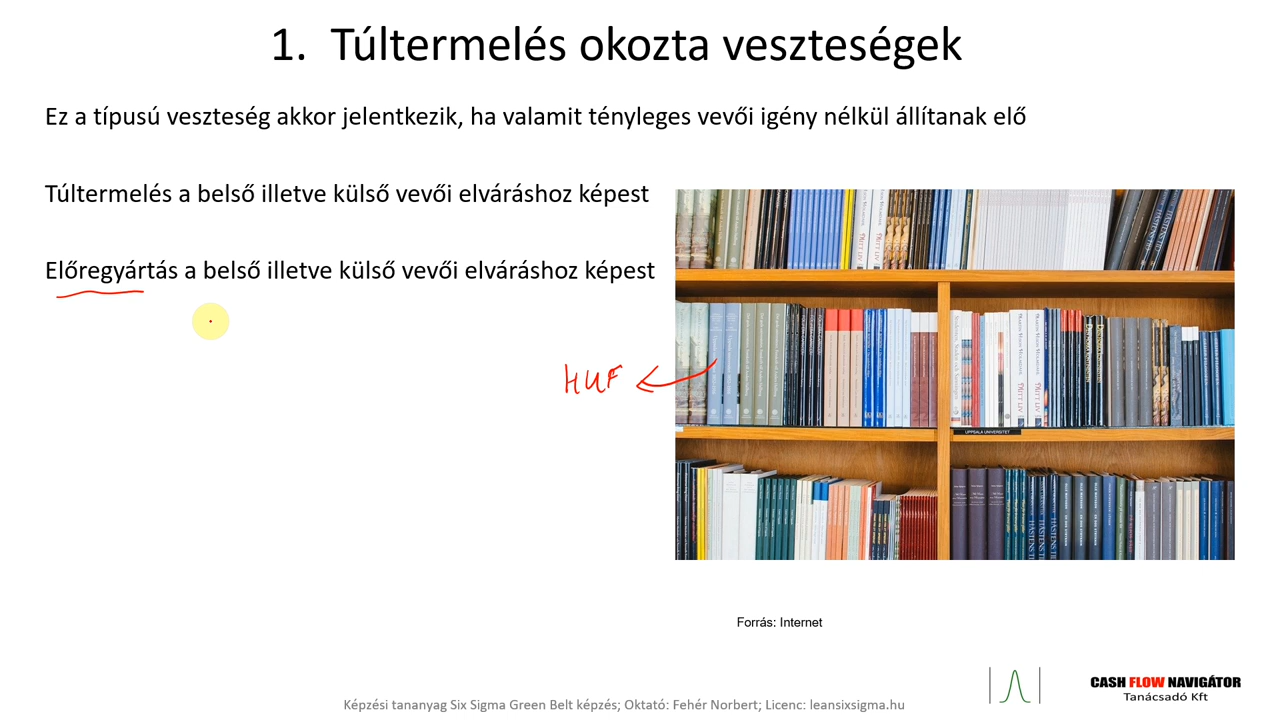 1. Túltermelés okozta veszteségek
Ez a típusú veszteség akkor jelentkezik, ha valamit tényleges vevői igény nélkül állítanak elő
Túltermelés a belső illetve külső vevői elváráshoz képest
Előregyártás a belső illetve külső vevői elváráshoz képest
HUF
UPPSALA UNIVERSITET
Forrás: Internet
CASH FLOW NAVIGÁTOR
Tanácsadó Kft
Képzési tananyag Six Sigma Green Belt képzés; Oktató: Fehér Norbert; Licenc: leansixsigma.hu